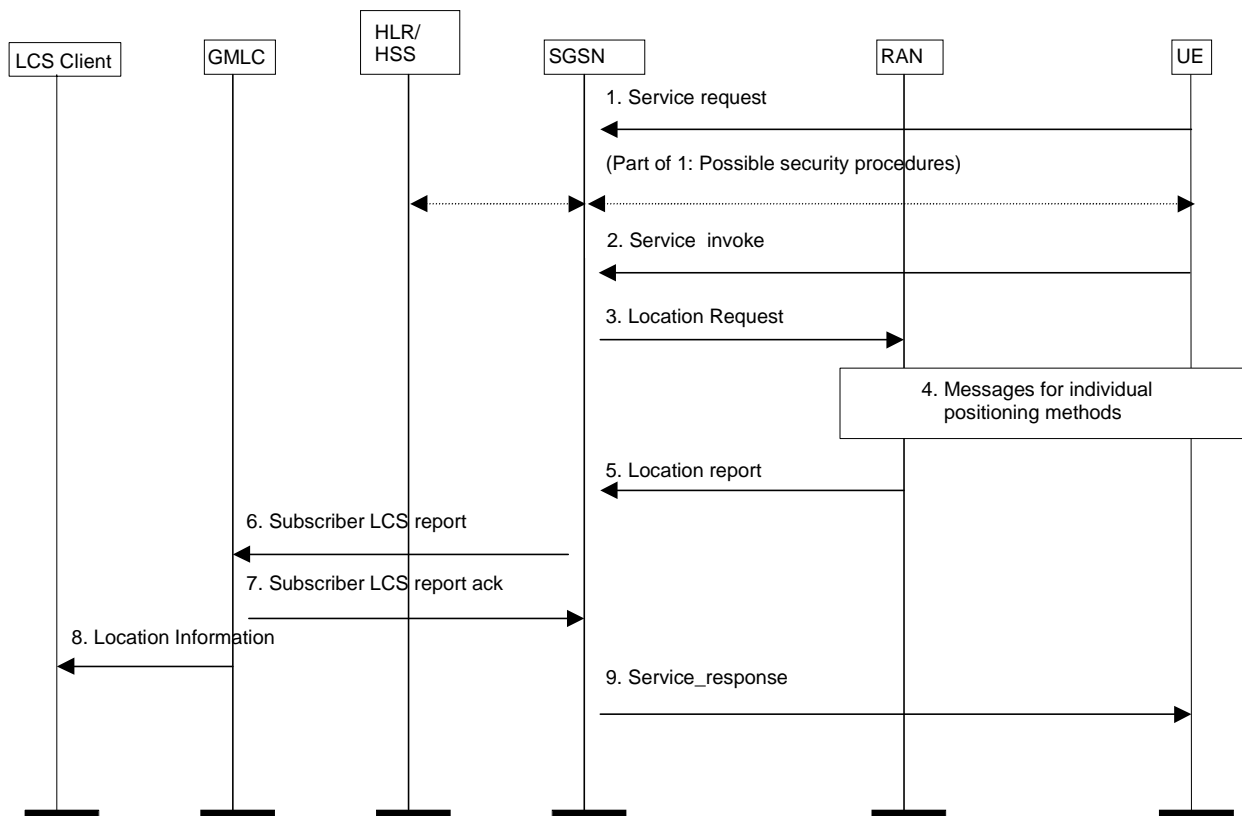 LCS Client
GMLC
HLR/
HSS
SGSN
RAN
UE
1. Service request
(Part of 1: Possible security procedures)
2. Service invoke
3. Location Request
4. Messages for individual
positioning methods
5. Location report
6. Subscriber LCS report
7. Subscriber LCS report ack
8. Location Information
9. Service_response